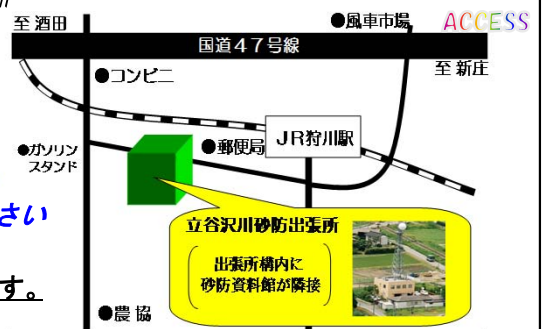 至酒田
●風車市場
ACCESS
国道47号線
至新庄
●コンビニ
●ガソリン
スタンド
●郵便局
JR狩川駅
さい
立谷沢川砂防出張所
出張所構内に
砂防資料館が隣接
す。
●農協